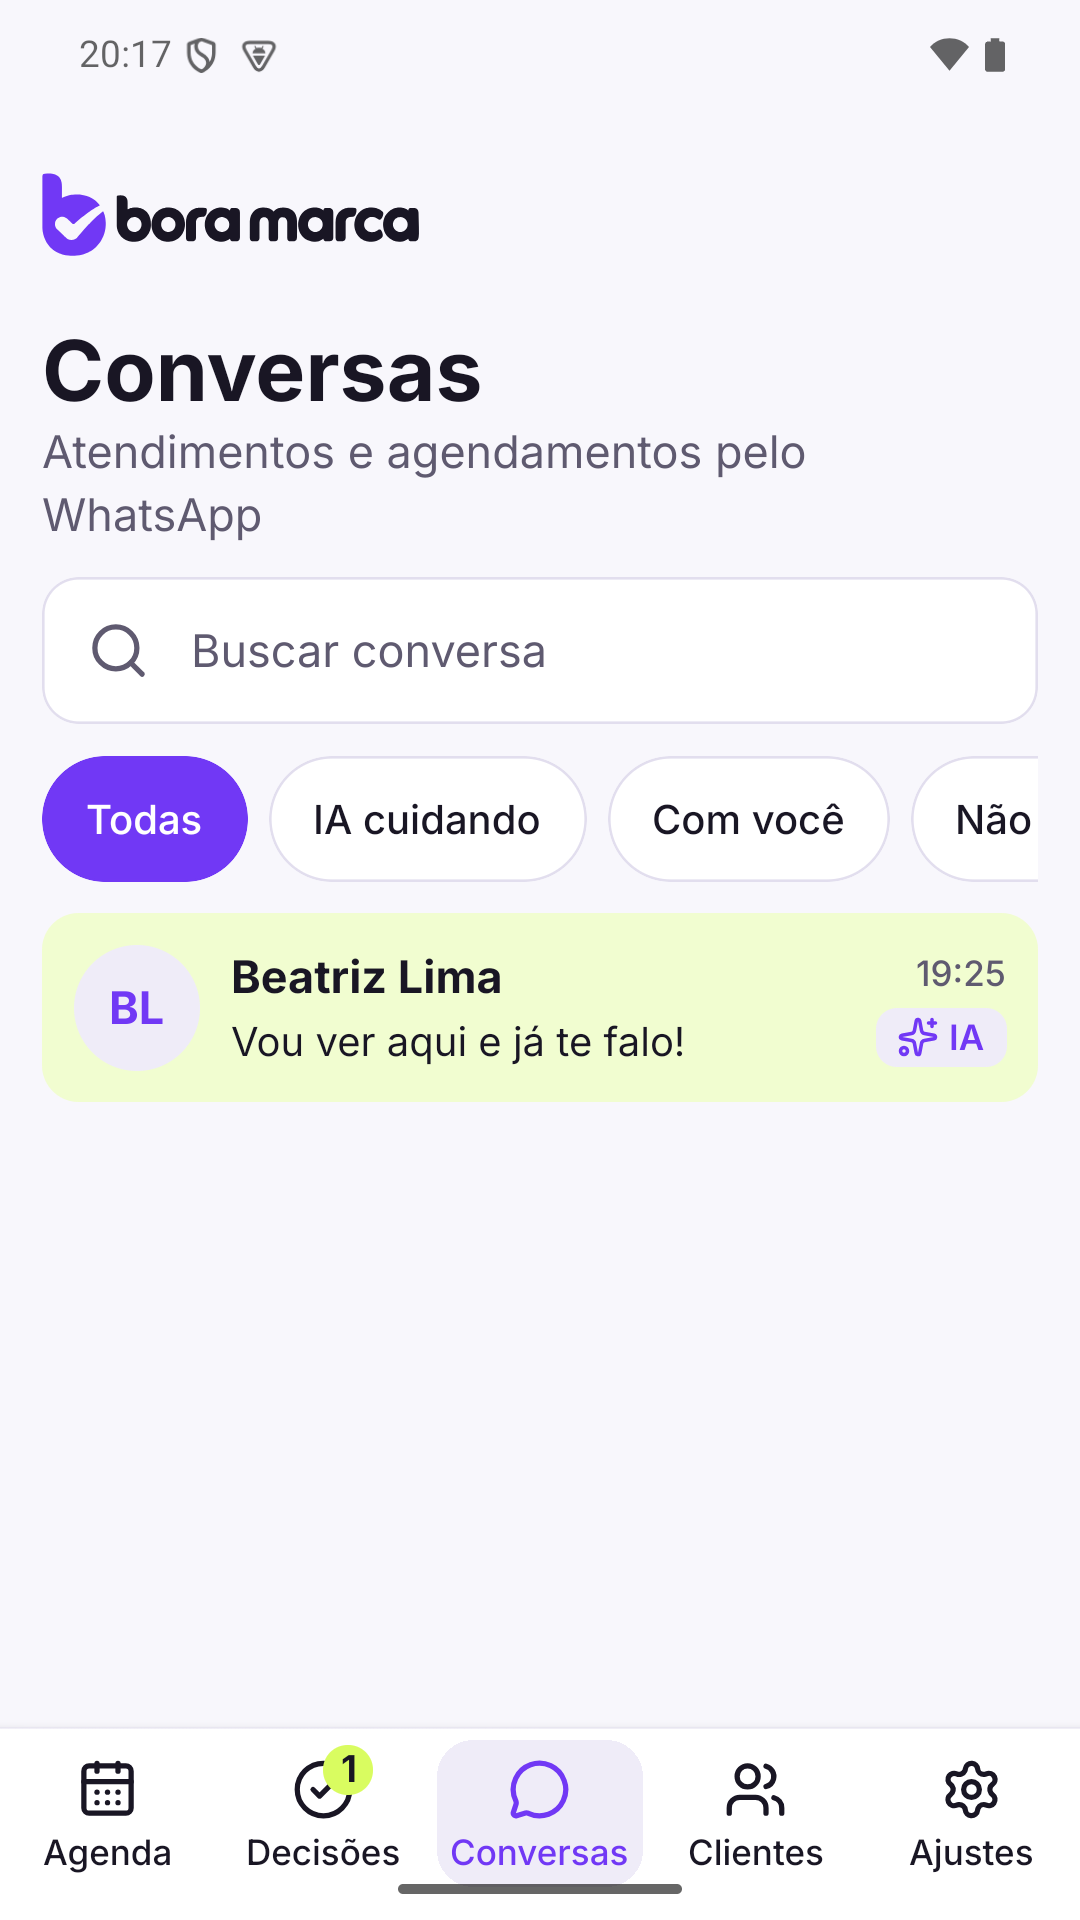 20:17
bora marca
Conversas
Atendimentos e agendamentos pelo
WhatsApp
Buscar conversa
Todas
IA cuidando
Com você
Não
BL
Beatriz Lima
19:25
Vou ver aqui e já te falo!
IA
1
Agenda
Decisões
Conversas
Clientes
Ajustes